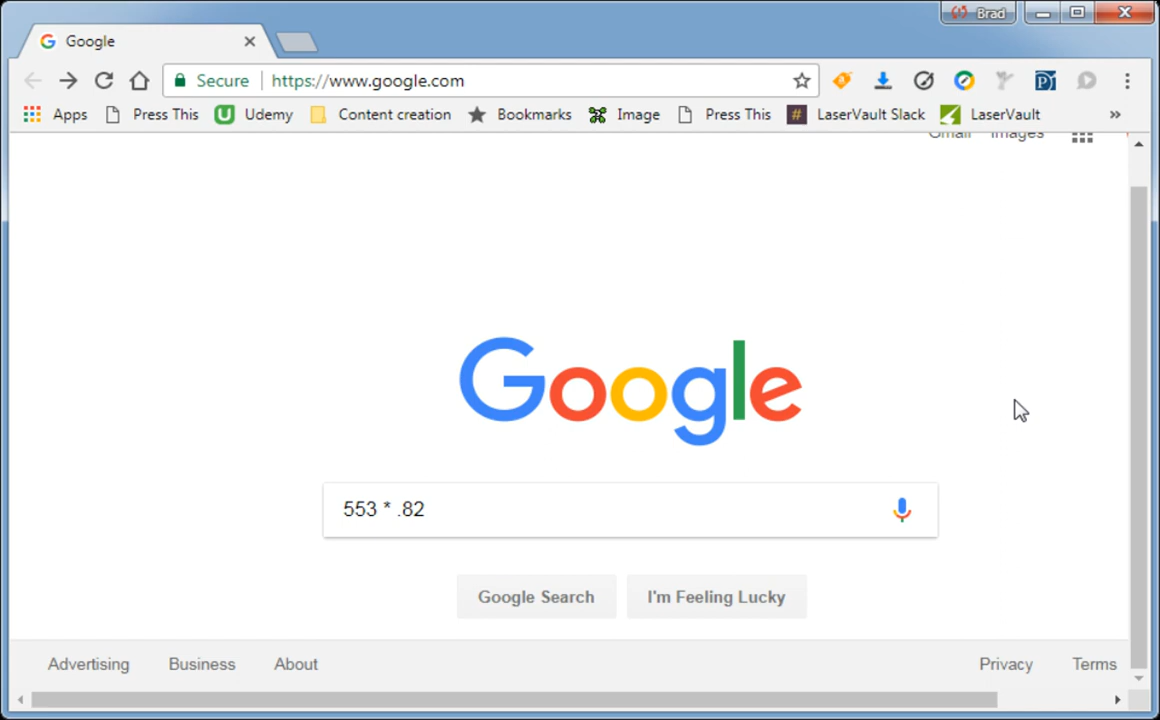 Brad
Google
Secure https://www.google.com
Apps Press This Udemy Content creation Bookmarks Image Press This # LaserVault Slack LaserVault »
Gmail Images
Google
553 * .82
Google Search I'm Feeling Lucky
Advertising Business About Privacy Terms